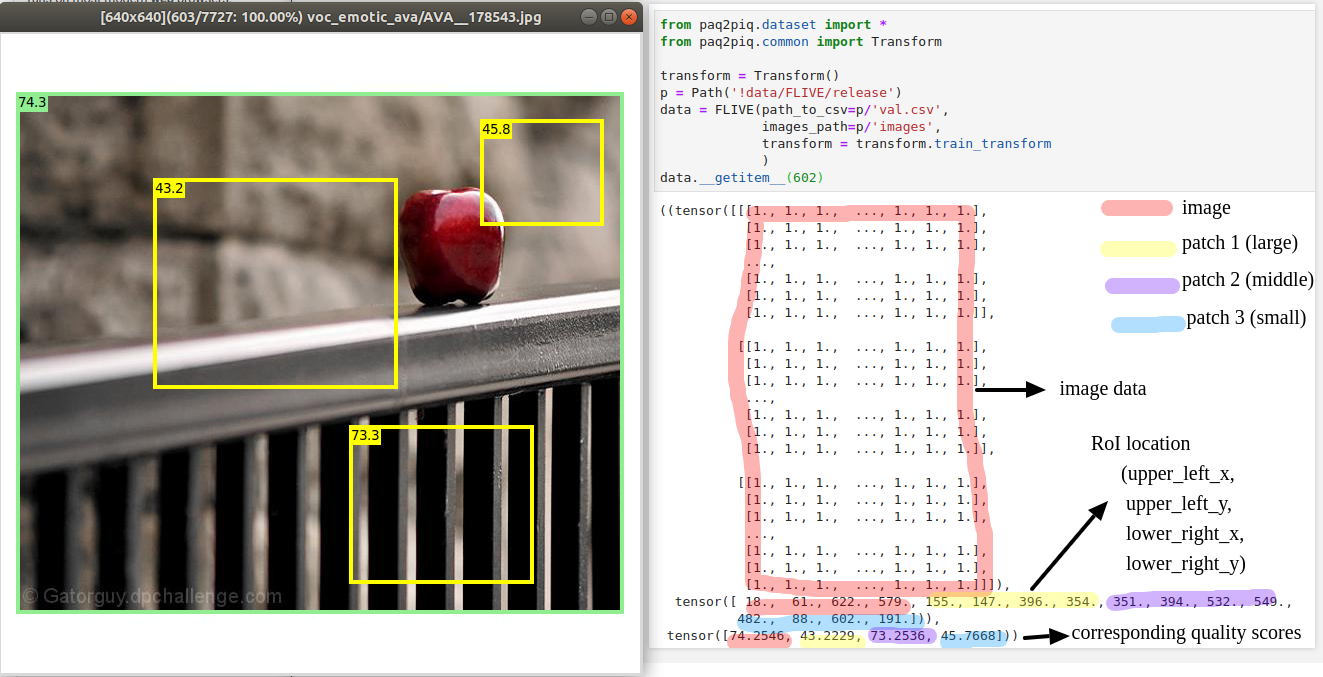 [640x640](603/7727: 100.00%) voc_emotic_ava/AVA__178543.jpg
74.3
45.8
43.2
73.3
© Gatorguy.dpchallenge.com
from paq2piq.dataset import *
from paq2piq.common import Transform
transform = Transform()
p = Path('!data/FLIVE/release')
data = FLIVE(path_to_csv=p/'val.csv',
images_path=p/'images',
transform = transform.train_transform
)
data.__getitem__(602)
((tensor([[[1., 1., 1., ..., 1., 1., 1.],
[1., 1., 1., ..., 1., 1., 1.],
[1., 1., 1., ..., 1., 1., 1.],
...,
[1., 1., 1., ..., 1., 1., 1.],
[1., 1., 1., ..., 1., 1., 1.],
[1., 1., 1., ..., 1., 1., 1.]],
[[1., 1., 1., ..., 1., 1., 1.],
[1., 1., 1., ..., 1., 1., 1.],
[1., 1., 1., ..., 1., 1., 1.],
...,
[1., 1., 1., ..., 1., 1., 1.],
[1., 1., 1., ..., 1., 1., 1.],
[1., 1., 1., ..., 1., 1., 1.]],
[[1., 1., 1., ..., 1., 1., 1.],
[1., 1., 1., ..., 1., 1., 1.],
[1., 1., 1., ..., 1., 1., 1.],
...,
[1., 1., 1., ..., 1., 1., 1.],
[1., 1., 1., ..., 1., 1., 1.],
[1., 1., 1., ..., 1., 1., 1.]]]),
tensor([ 18., 61., 622., 579., 155., 147., 396., 354., 351., 394., 532., 549.,
482., 88., 602., 191.])),
tensor([74.2546, 43.2229, 73.2536, 45.7668]))
image
patch 1 (large)
patch 2 (middle)
patch 3 (small)
image data
RoI location
(upper_left_x,
upper_left_y,
lower_right_x,
lower_right_y)
corresponding quality scores